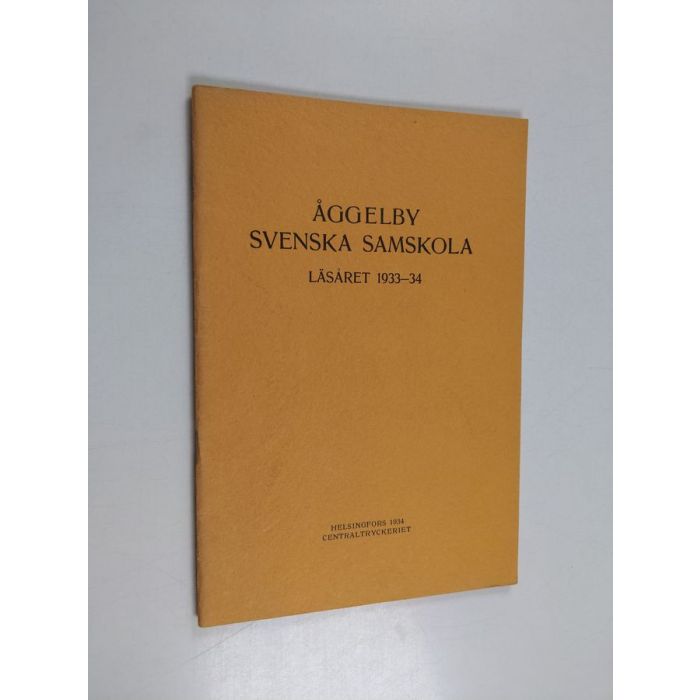 ÅGGELBY
SVENSKA SAMSKOLA
LÄSÅRET 1933—34
HELSINGFORS 1934
CENTRALTRYCKERIET